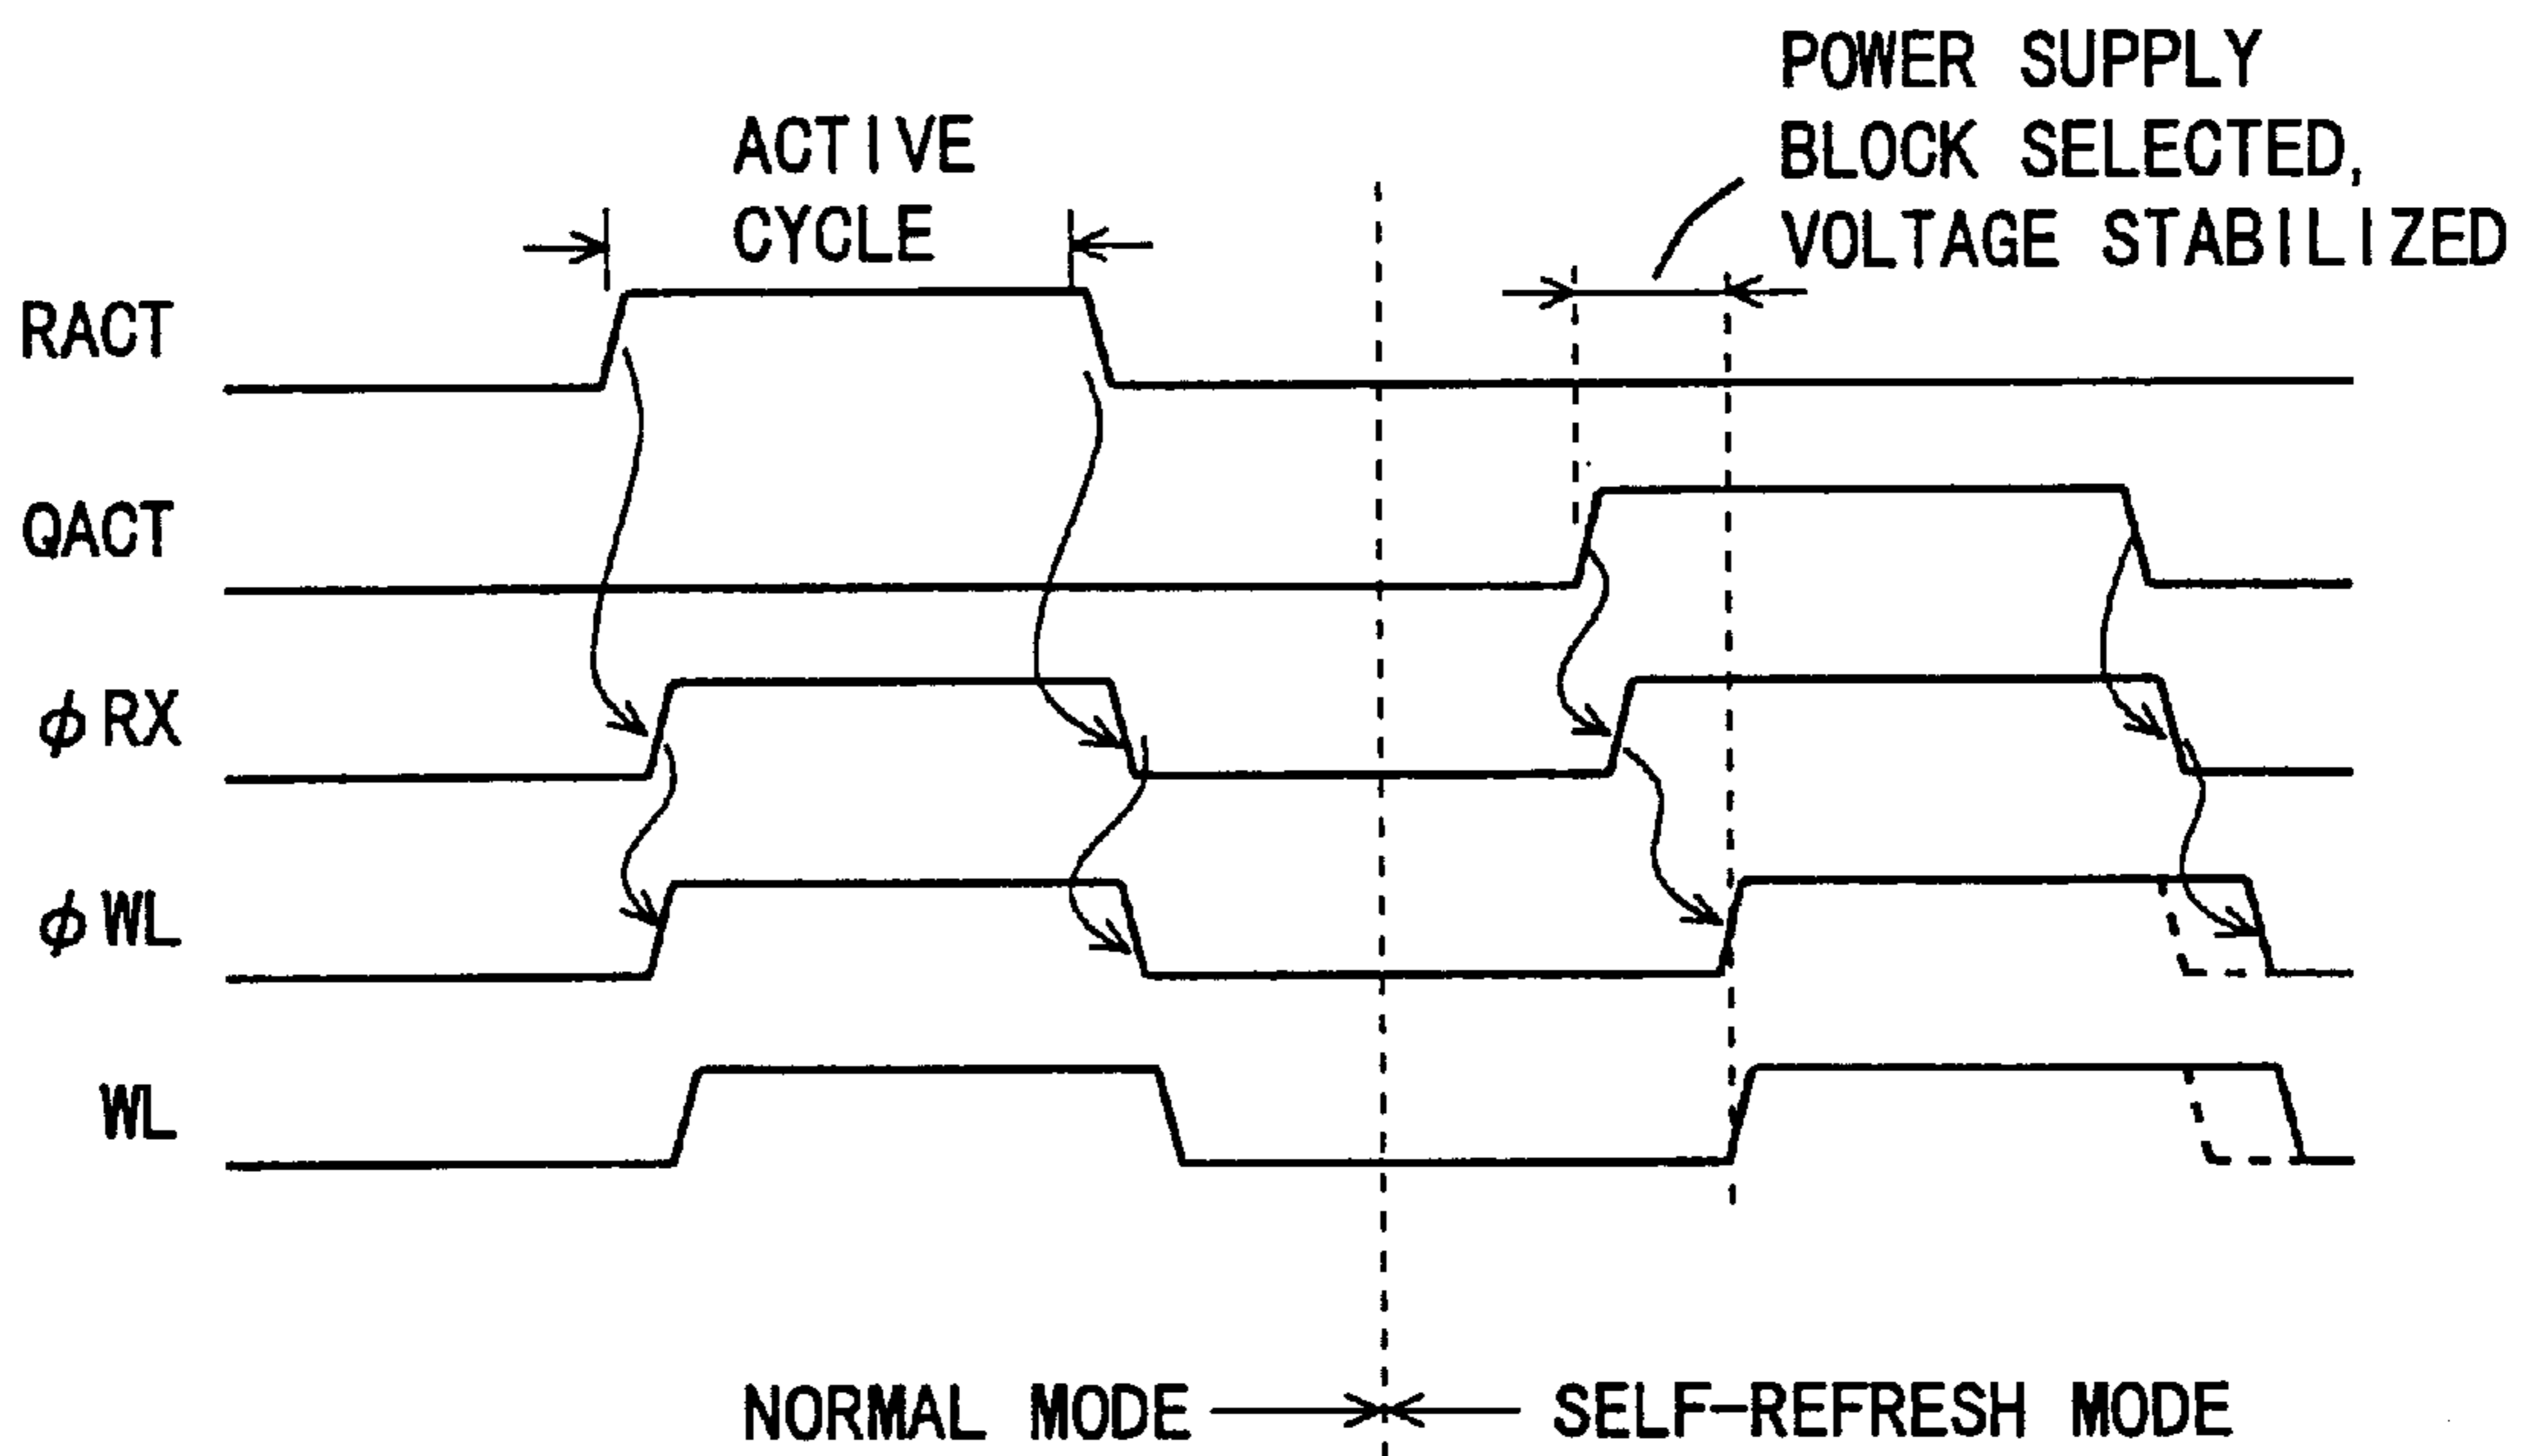 POWER SUPPLY
BLOCK SELECTED,
VOLTAGE STABILIZED
ACTIVE
CYCLE
RACT
QACT
φRX
φWL
WL
NORMAL MODE
SELF-REFRESH MODE